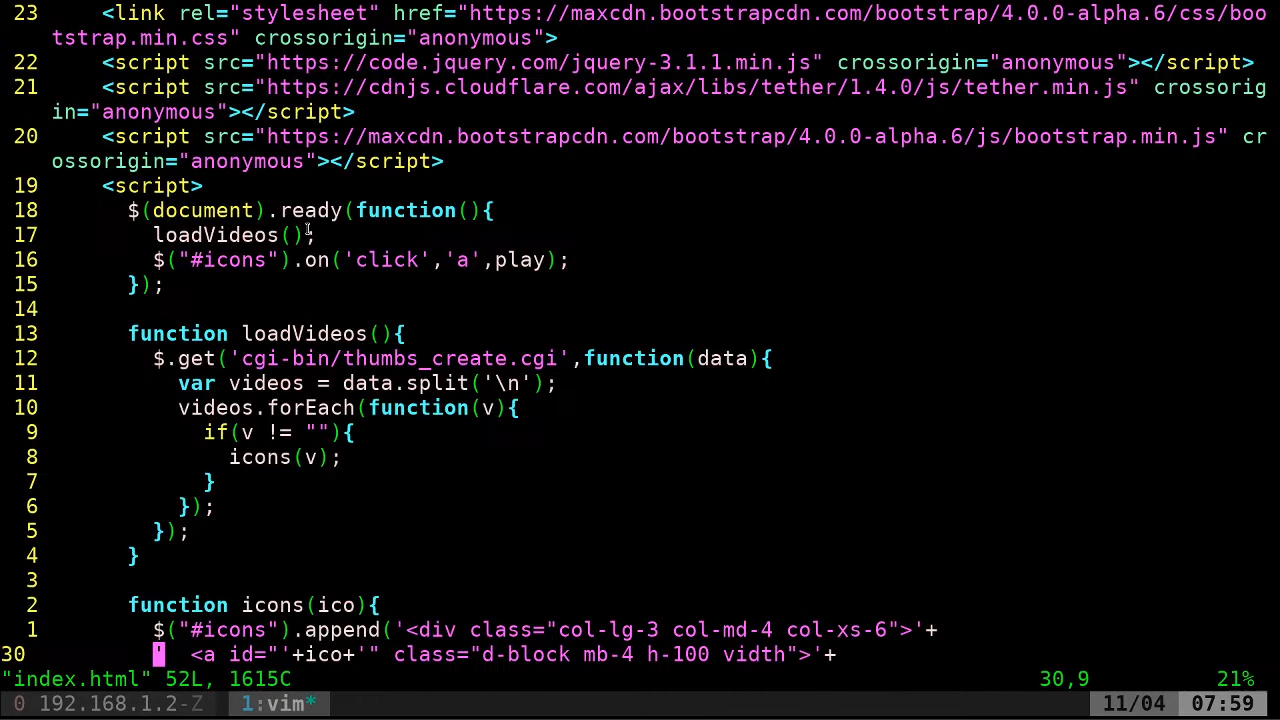 23      <link rel="stylesheet" href="https://maxcdn.bootstrapcdn.com/bootstrap/4.0.0-alpha.6/css/boo
    tstrap.min.css" crossorigin="anonymous">
22      <script src="https://code.jquery.com/jquery-3.1.1.min.js" crossorigin="anonymous"></script>
21      <script src="https://cdnjs.cloudflare.com/ajax/libs/tether/1.4.0/js/tether.min.js" crossorig
    in="anonymous"></script>
20      <script src="https://maxcdn.bootstrapcdn.com/bootstrap/4.0.0-alpha.6/js/bootstrap.min.js" cr
    ossorigin="anonymous"></script>
19      <script>
18        $(document).ready(function(){
17          loadVideos();
16          $("#icons").on('click','a',play);
15        });
14
13        function loadVideos(){
12          $.get('cgi-bin/thumbs_create.cgi',function(data){
11            var videos = data.split('\n');
10            videos.forEach(function(v){
 9              if(v != ""){
 8                icons(v);
 7              }
 6            });
 5          });
 4        }
 3
 2        function icons(ico){
 1          $("#icons").append('<div class="col-lg-3 col-md-4 col-xs-6">'+
30          '  <a id="'+ico+'" class="d-block mb-4 h-100 vidth">'+
"index.html" 52L, 1615C 30,9 21%
0 192.168.1.2-Z 1:vim* 11/04 07:59